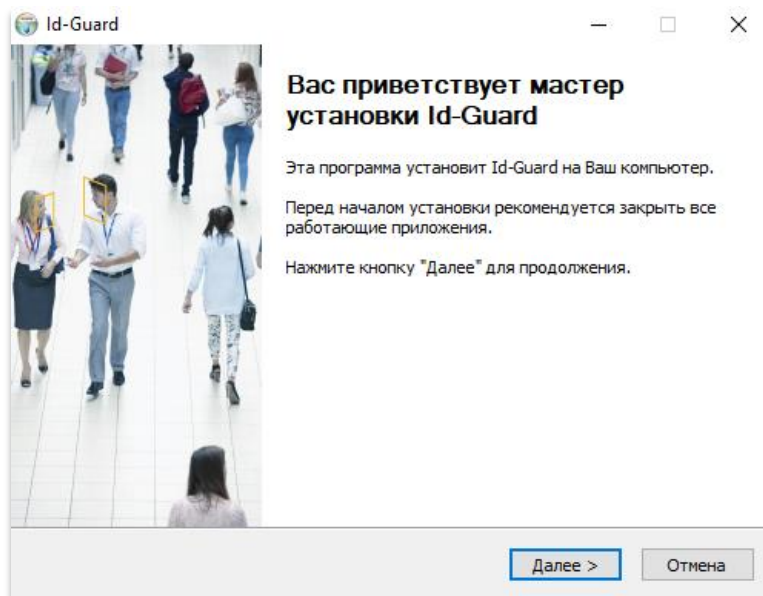 Id-Guard
Вас приветствует мастер
установки Id-Guard
Эта программа установит Id-Guard на Ваш компьютер.
Перед началом установки рекомендуется закрыть все
работающие приложения.
Нажмите кнопку "Далее" для продолжения.
Далее >
Отмена